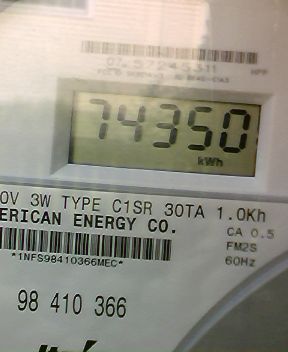 07 57245311
HPP
74350
kWh
0V 3W TYPE C1SR 30TA 1.0Kh
ERICAN ENERGY CO.
CA 0.5
FM2S
*1NFS98410366MEC*
60Hz
98 410 366